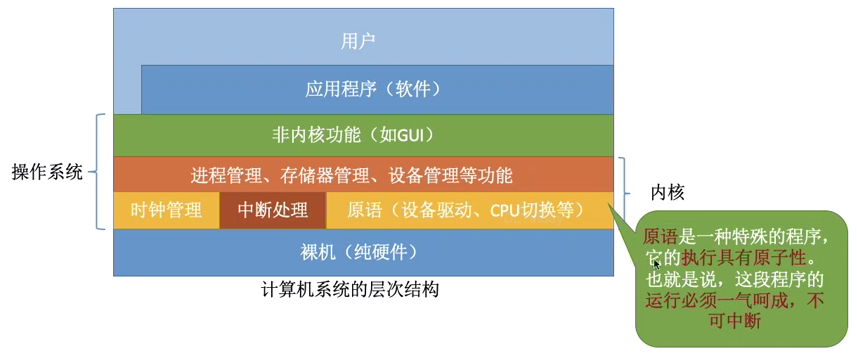 用户
应用程序（软件）
非内核功能（如GUI）
操作系统
进程管理、存储器管理、设备管理等功能
内核
时钟管理
中断处理
原语（设备驱动、CPU切换等）
裸机（纯硬件）
计算机系统的层次结构
原语是一种特殊的程序，
它的执行具有原子性。
也就是说，这段程序的
运行必须一气呵成，不
可中断